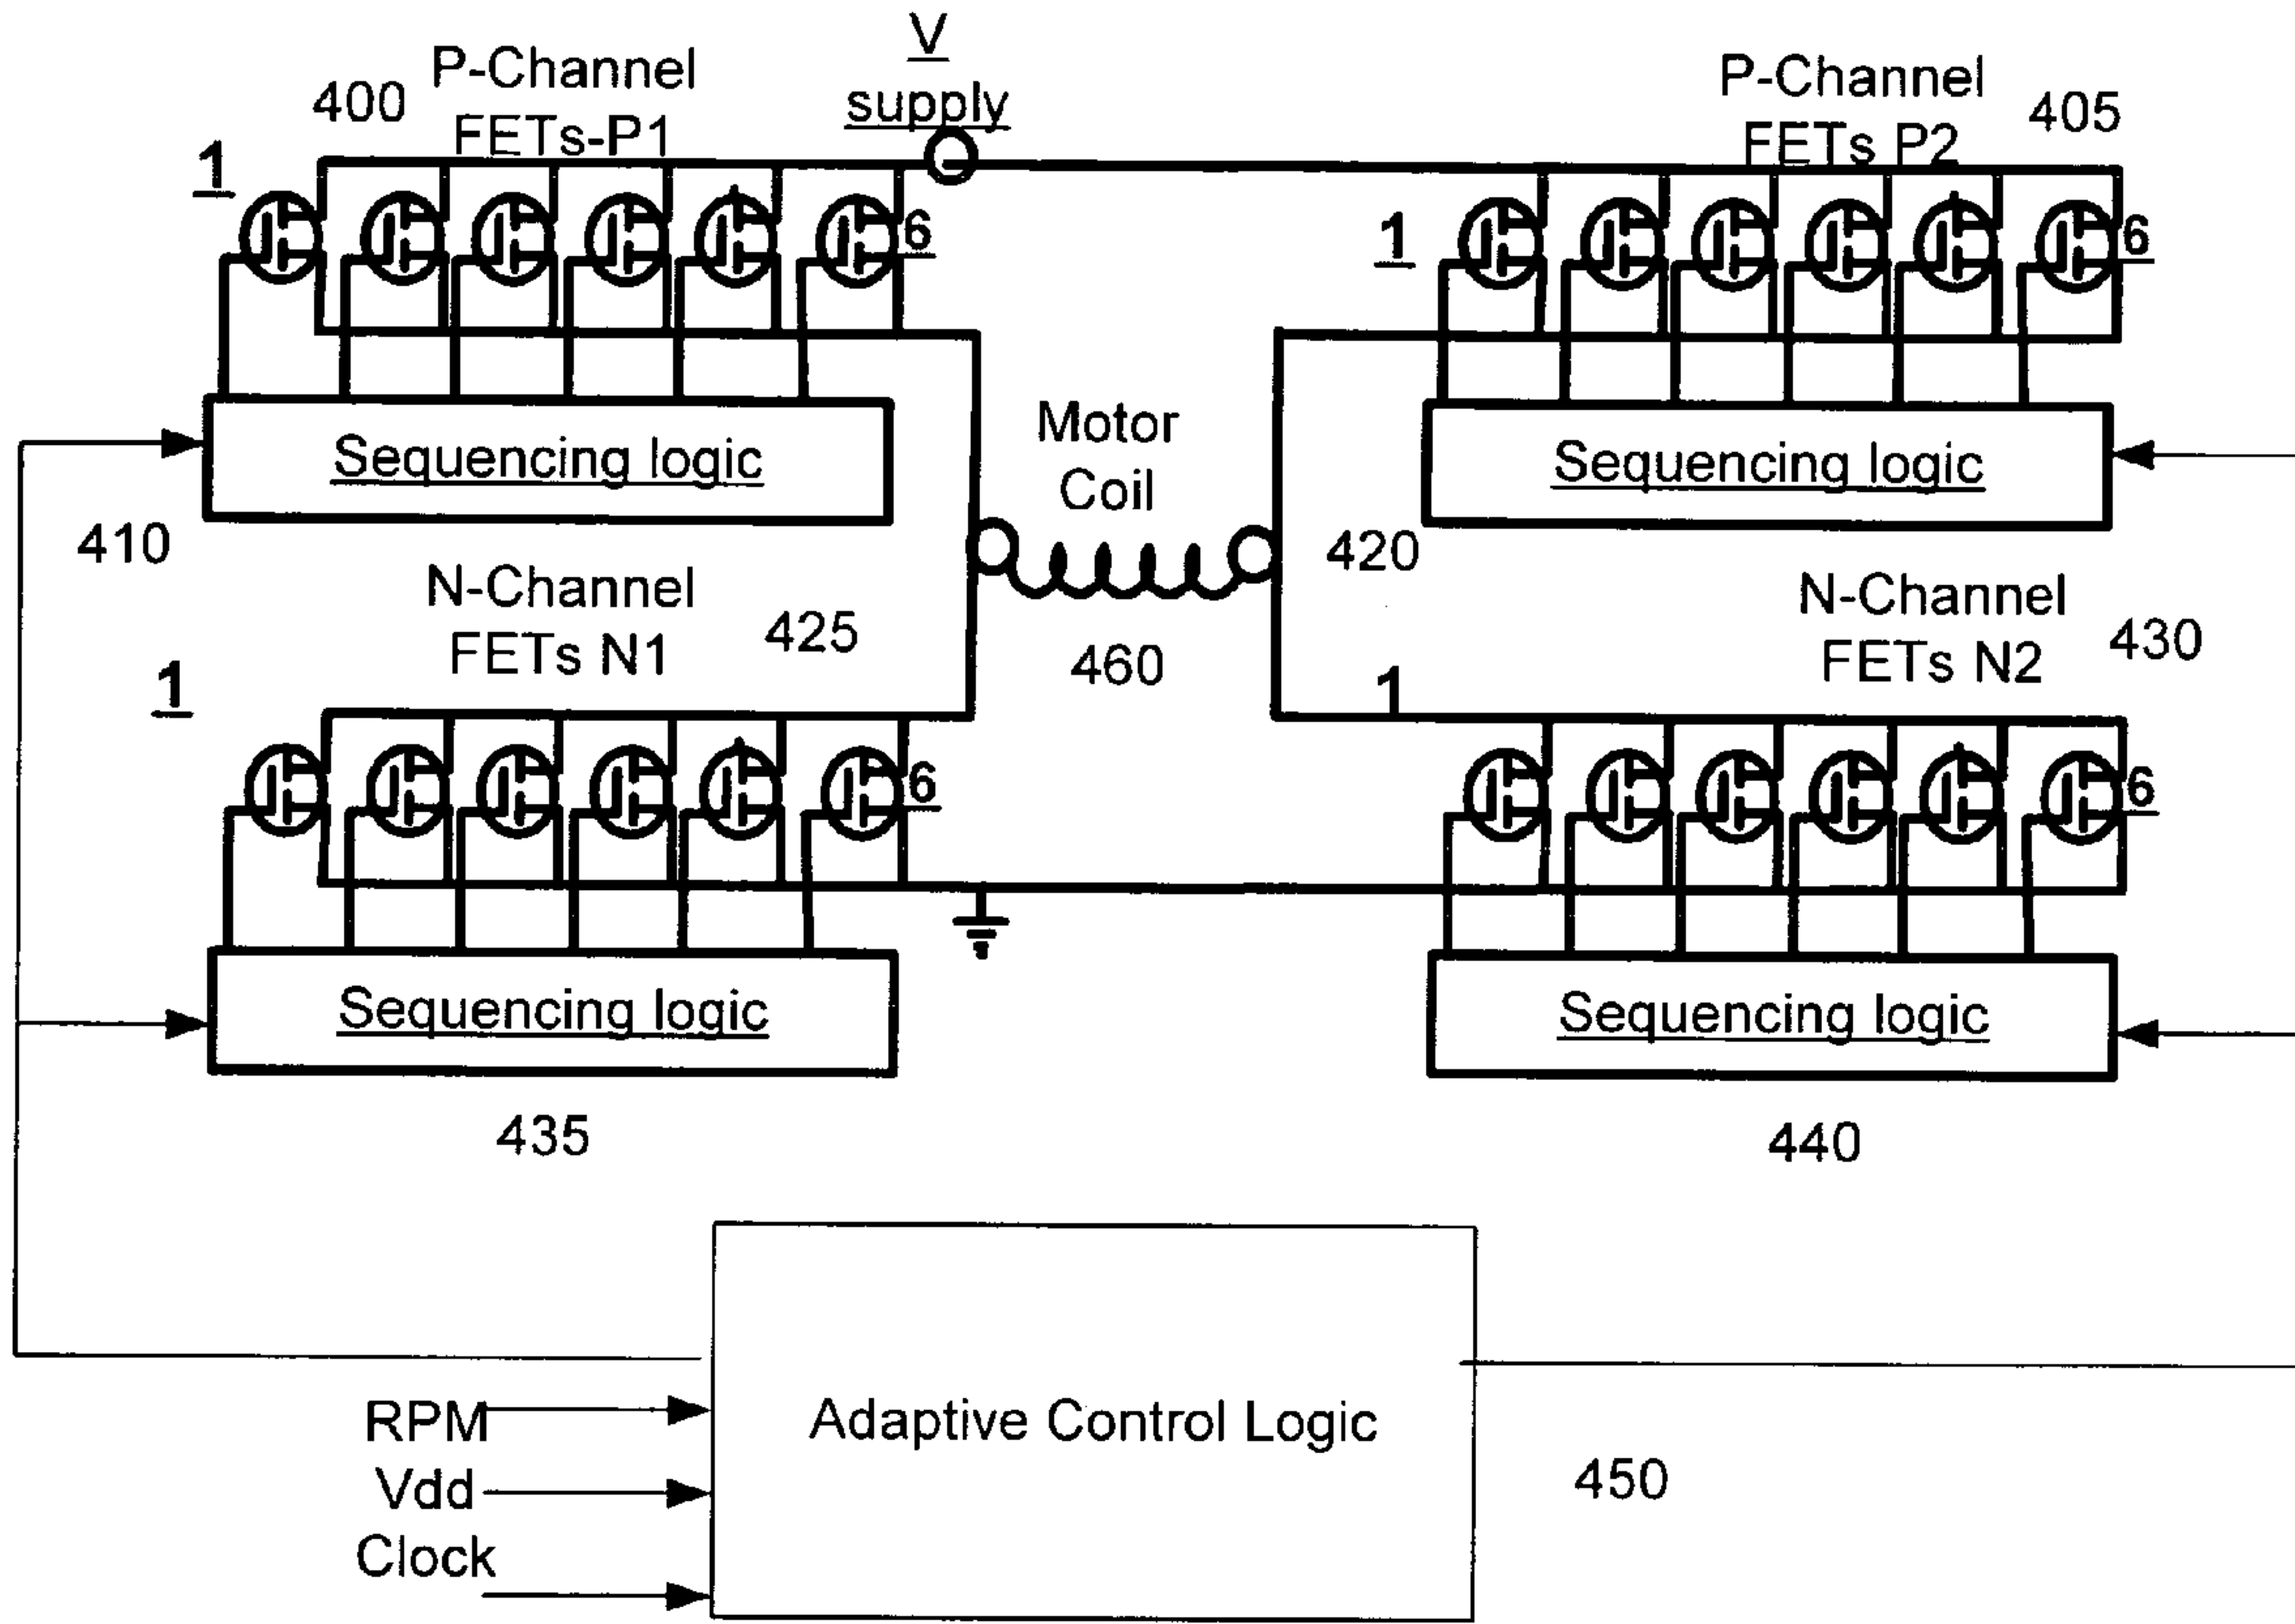 V
supply
400
P-Channel
FETs-P1
P-Channel
FETs P2
405
1
6
1
6
Sequencing logic
Motor
Coil
Sequencing logic
410
420
N-Channel
FETs N1
425
460
N-Channel
FETs N2
430
1
6
1
6
Sequencing logic
Sequencing logic
435
440
RPM
Vdd
Clock
Adaptive Control Logic
450